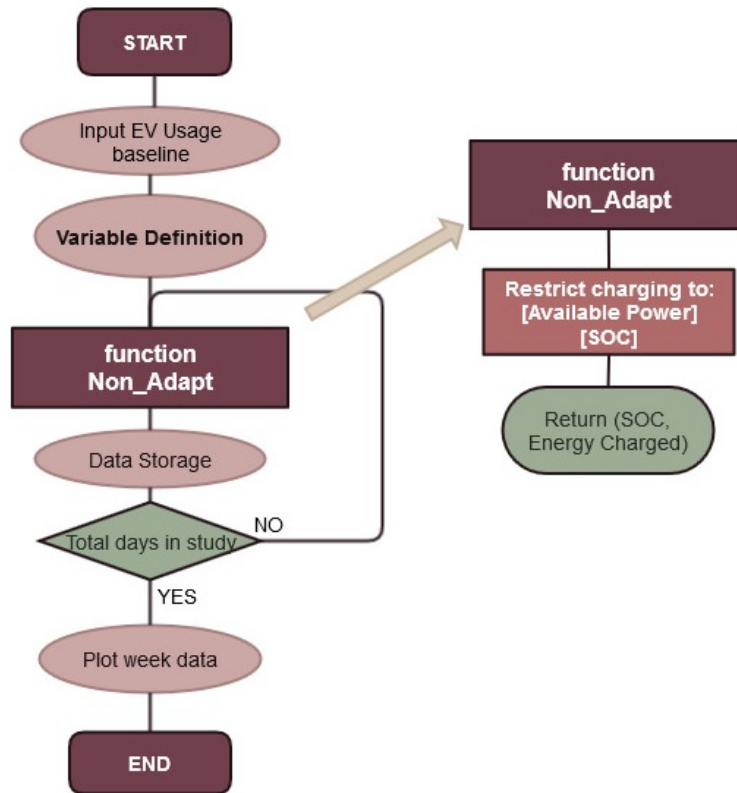 START
Input EV Usage
baseline
Variable Definition
function
Non_Adapt
Data Storage
Total days in study
NO
YES
Plot week data
END
function
Non_Adapt
Restrict charging to:
[Available Power]
[SOC]
Return (SOC,
Energy Charged)